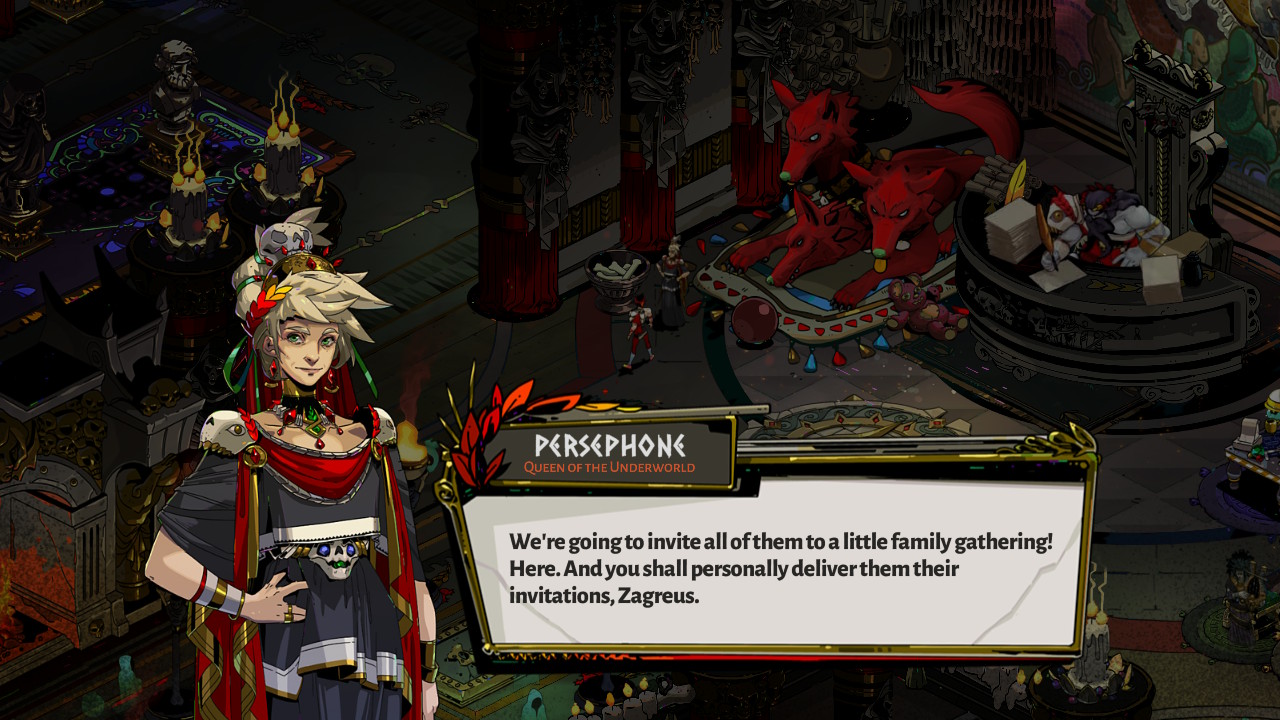 PERSEPHONE
QUEEN OF THE UNDERWORLD
We're going to invite all of them to a little family gathering!
Here. And you shall personally deliver them their
invitations, Zagreus.